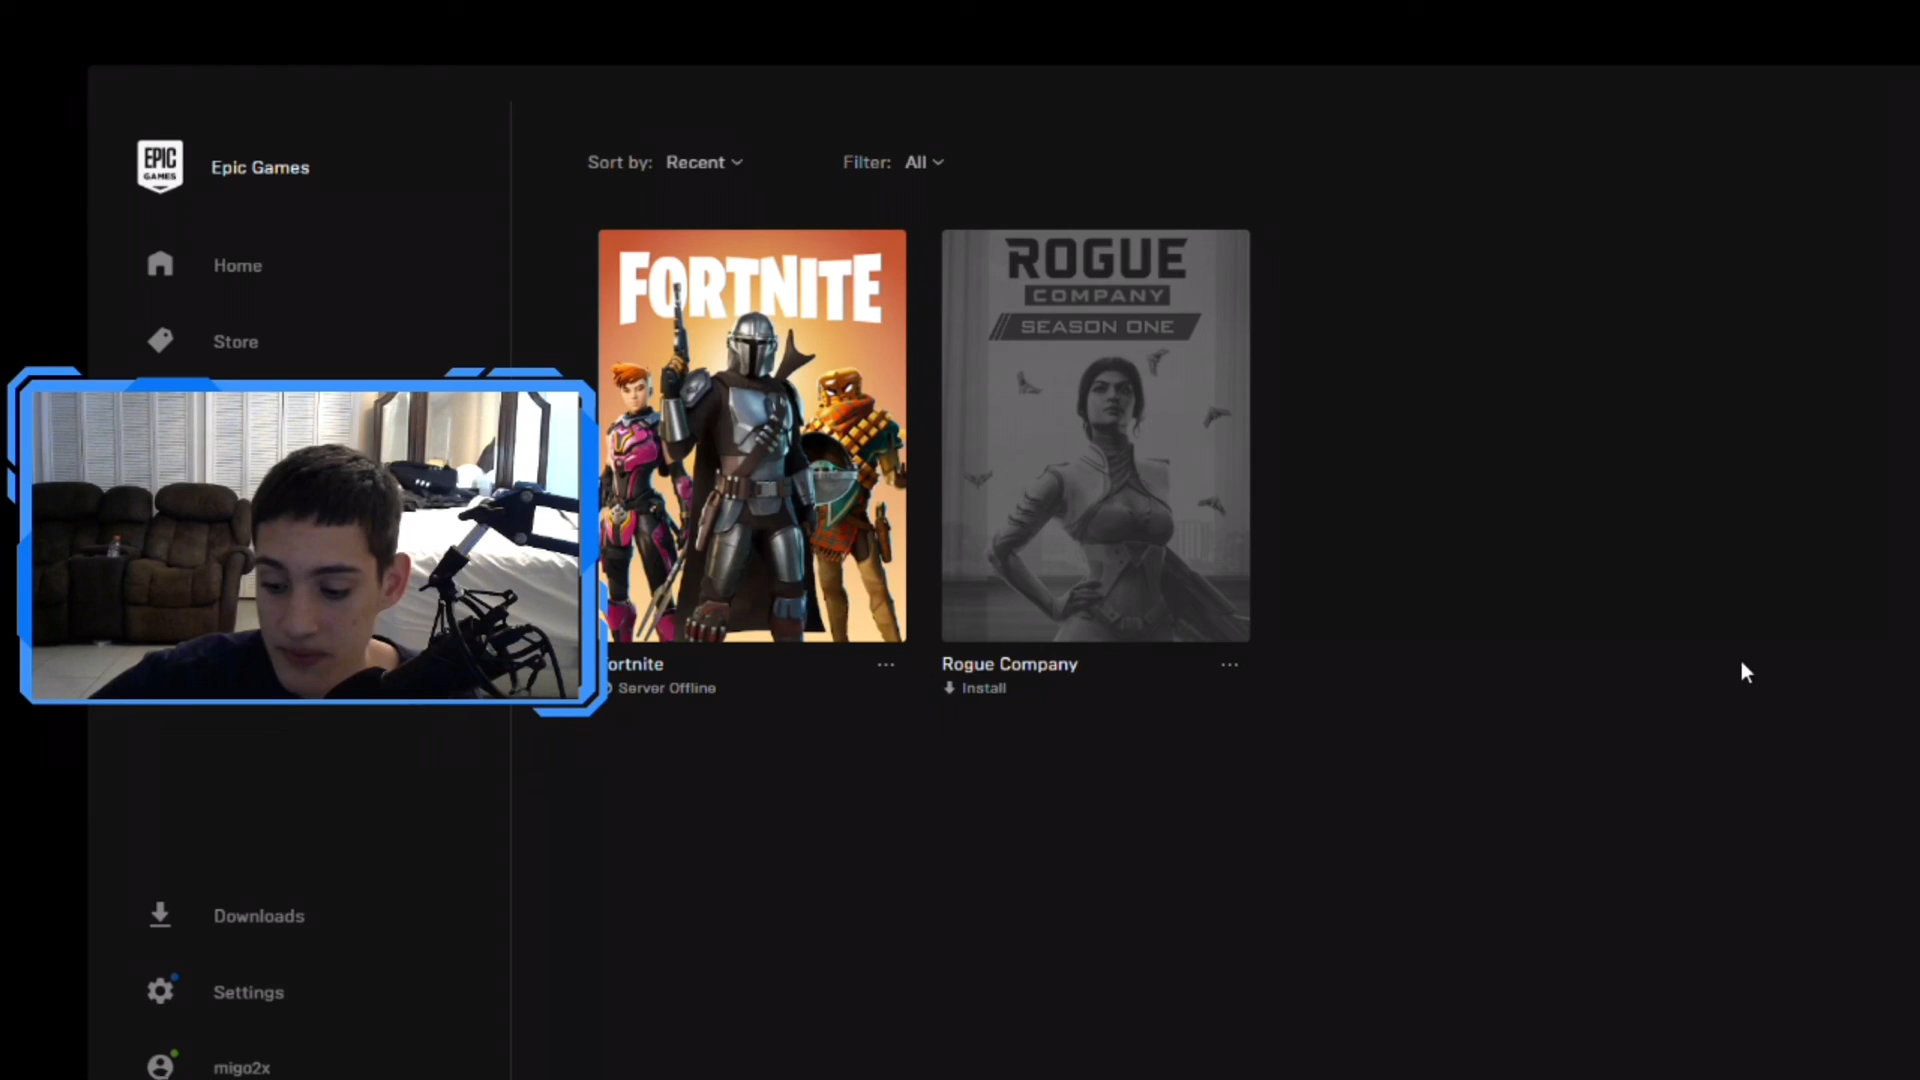 EPIC
GAMES
Epic Games
Home
Store
Downloads
Settings
migo2x
Sort by: Recent
Filter: All
FORTNITE
ROGUE
COMPANY
SEASON ONE
ortnite
Server Offline
Rogue Company
Install